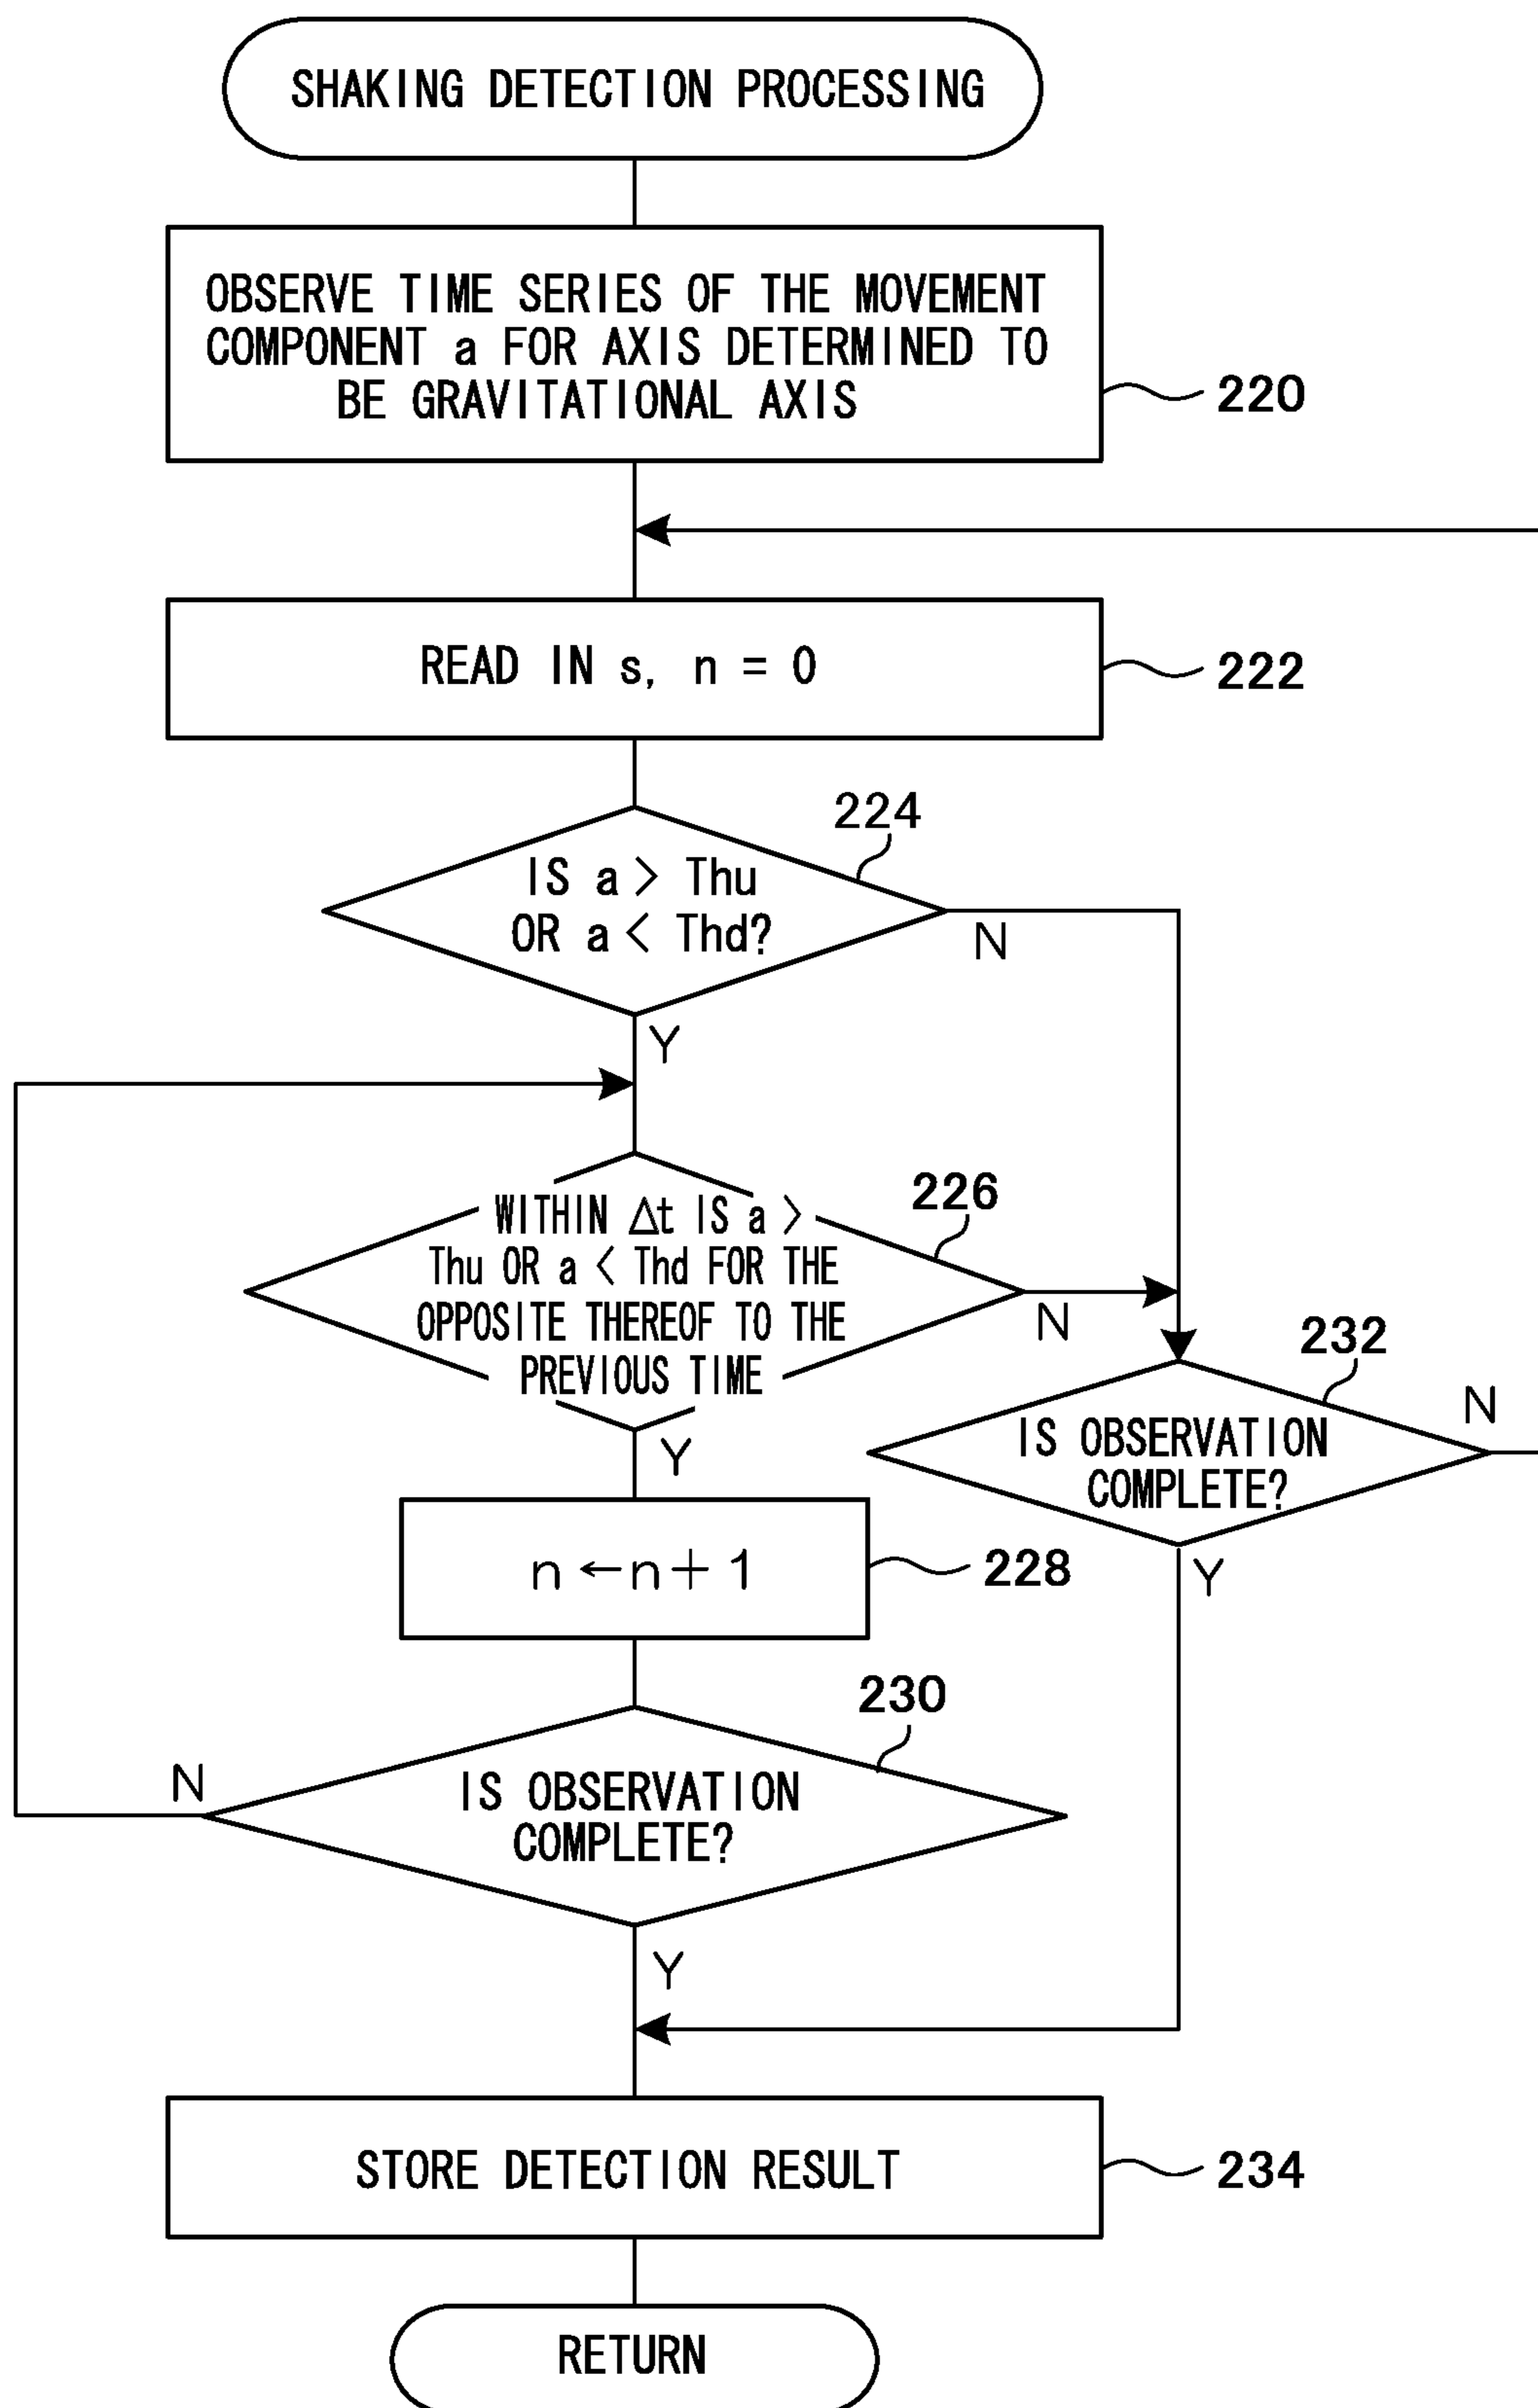 SHAKING DETECTION PROCESSING
OBSERVE TIME SERIES OF THE MOVEMENT
COMPONENT a FOR AXIS DETERMINED TO
BE GRAVITATIONAL AXIS
220
READ IN s, n = 0
222
224
IS a > Thu
OR a < Thd?
N
Y
226
WITHIN Δt IS a >
Thu OR a < Thd FOR THE
OPPOSITE THEREOF TO THE
PREVIOUS TIME
N
Y
232
IS OBSERVATION
COMPLETE?
N
Y
n ← n + 1
228
230
IS OBSERVATION
COMPLETE?
N
Y
STORE DETECTION RESULT
234
RETURN